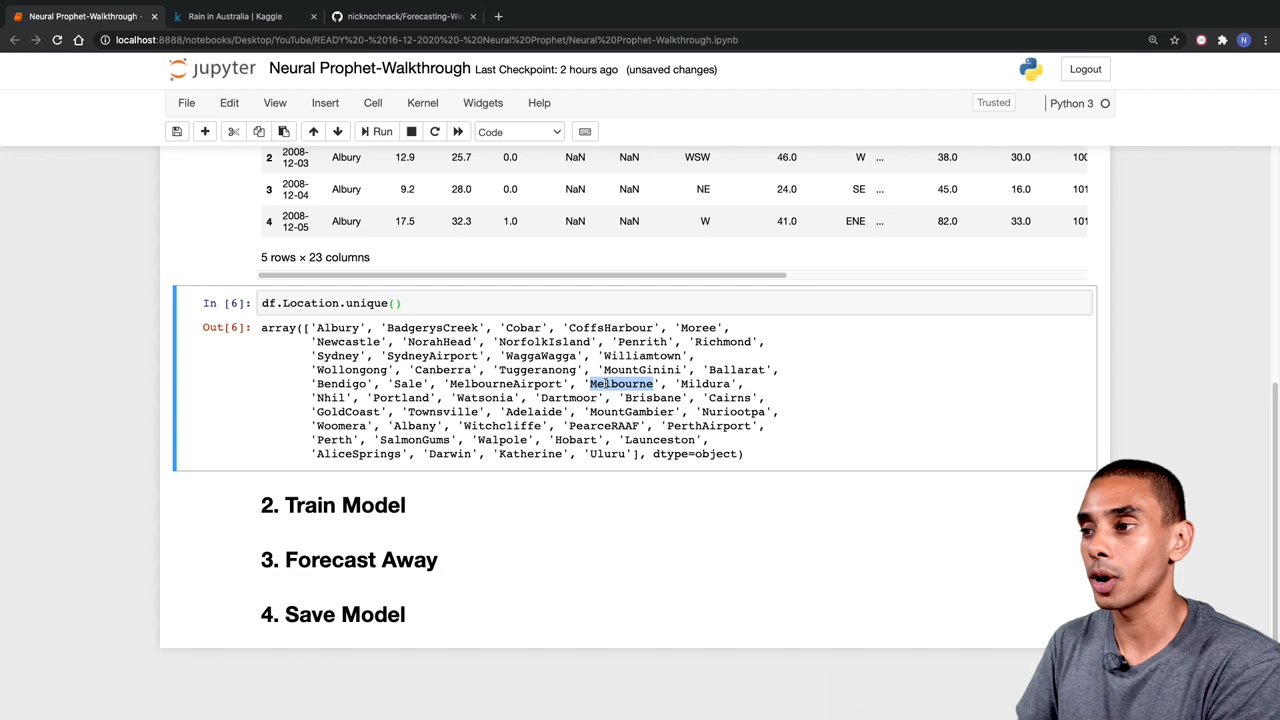 Neural Prophet-Walkthrough -
Rain in Australia | Kaggle
nicknochnack/Forecasting-We
localhost:8888/notebooks/Desktop/YouTube/READY%20-%2016-12-2020%20-%20Neural%20Prophet/Neural%20Prophet-Walkthrough.ipynb
N
jupyter Neural Prophet-Walkthrough Last Checkpoint: 2 hours ago (unsaved changes)
Logout
File Edit View Insert Cell Kernel Widgets Help
Trusted
Python 3
Run
Code
2 2008-12-03 Albury 12.9 25.7 0.0 NaN NaN WSW 46.0 W ... 38.0 30.0 100
3 2008-12-04 Albury 9.2 28.0 0.0 NaN NaN NE 24.0 SE ... 45.0 16.0 101
4 2008-12-05 Albury 17.5 32.3 1.0 NaN NaN W 41.0 ENE ... 82.0 33.0 101
5 rows × 23 columns
In [6]: df.Location.unique()
Out[6]: array(['Albury', 'BadgerysCreek', 'Cobar', 'CoffsHarbour', 'Moree',
'Newcastle', 'NorahHead', 'NorfolkIsland', 'Penrith', 'Richmond',
'Sydney', 'SydneyAirport', 'WaggaWagga', 'Williamtown',
'Wollongong', 'Canberra', 'Tuggeranong', 'MountGinini', 'Ballarat',
'Bendigo', 'Sale', 'MelbourneAirport', 'Melbourne', 'Mildura',
'Nhil', 'Portland', 'Watsonia', 'Dartmoor', 'Brisbane', 'Cairns',
'GoldCoast', 'Townsville', 'Adelaide', 'MountGambier', 'Nuriootpa',
'Woomera', 'Albany', 'Witchcliffe', 'PearceRAAF', 'PerthAirport',
'Perth', 'SalmonGums', 'Walpole', 'Hobart', 'Launceston',
'AliceSprings', 'Darwin', 'Katherine', 'Uluru'], dtype=object)
2. Train Model
3. Forecast Away
4. Save Model